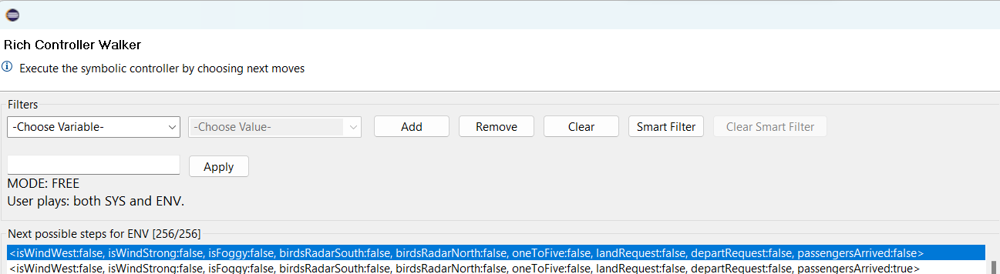 Rich Controller Walker
Execute the symbolic controller by choosing next moves
Filters
-Choose Variable- -Choose Value- Add Remove Clear Smart Filter Clear Smart Filter
Apply
MODE: FREE
User plays: both SYS and ENV.
Next possible steps for ENV [256/256]
<isWindWest:false, isWindStrong:false, isFoggy:false, birdsRadarSouth:false, birdsRadarNorth:false, oneToFive:false, landRequest:false, departRequest:false, passengersArrived:false>
<isWindWest:false, isWindStrong:false, isFoggy:false, birdsRadarSouth:false, birdsRadarNorth:false, oneToFive:false, landRequest:false, departRequest:false, passengersArrived:true>